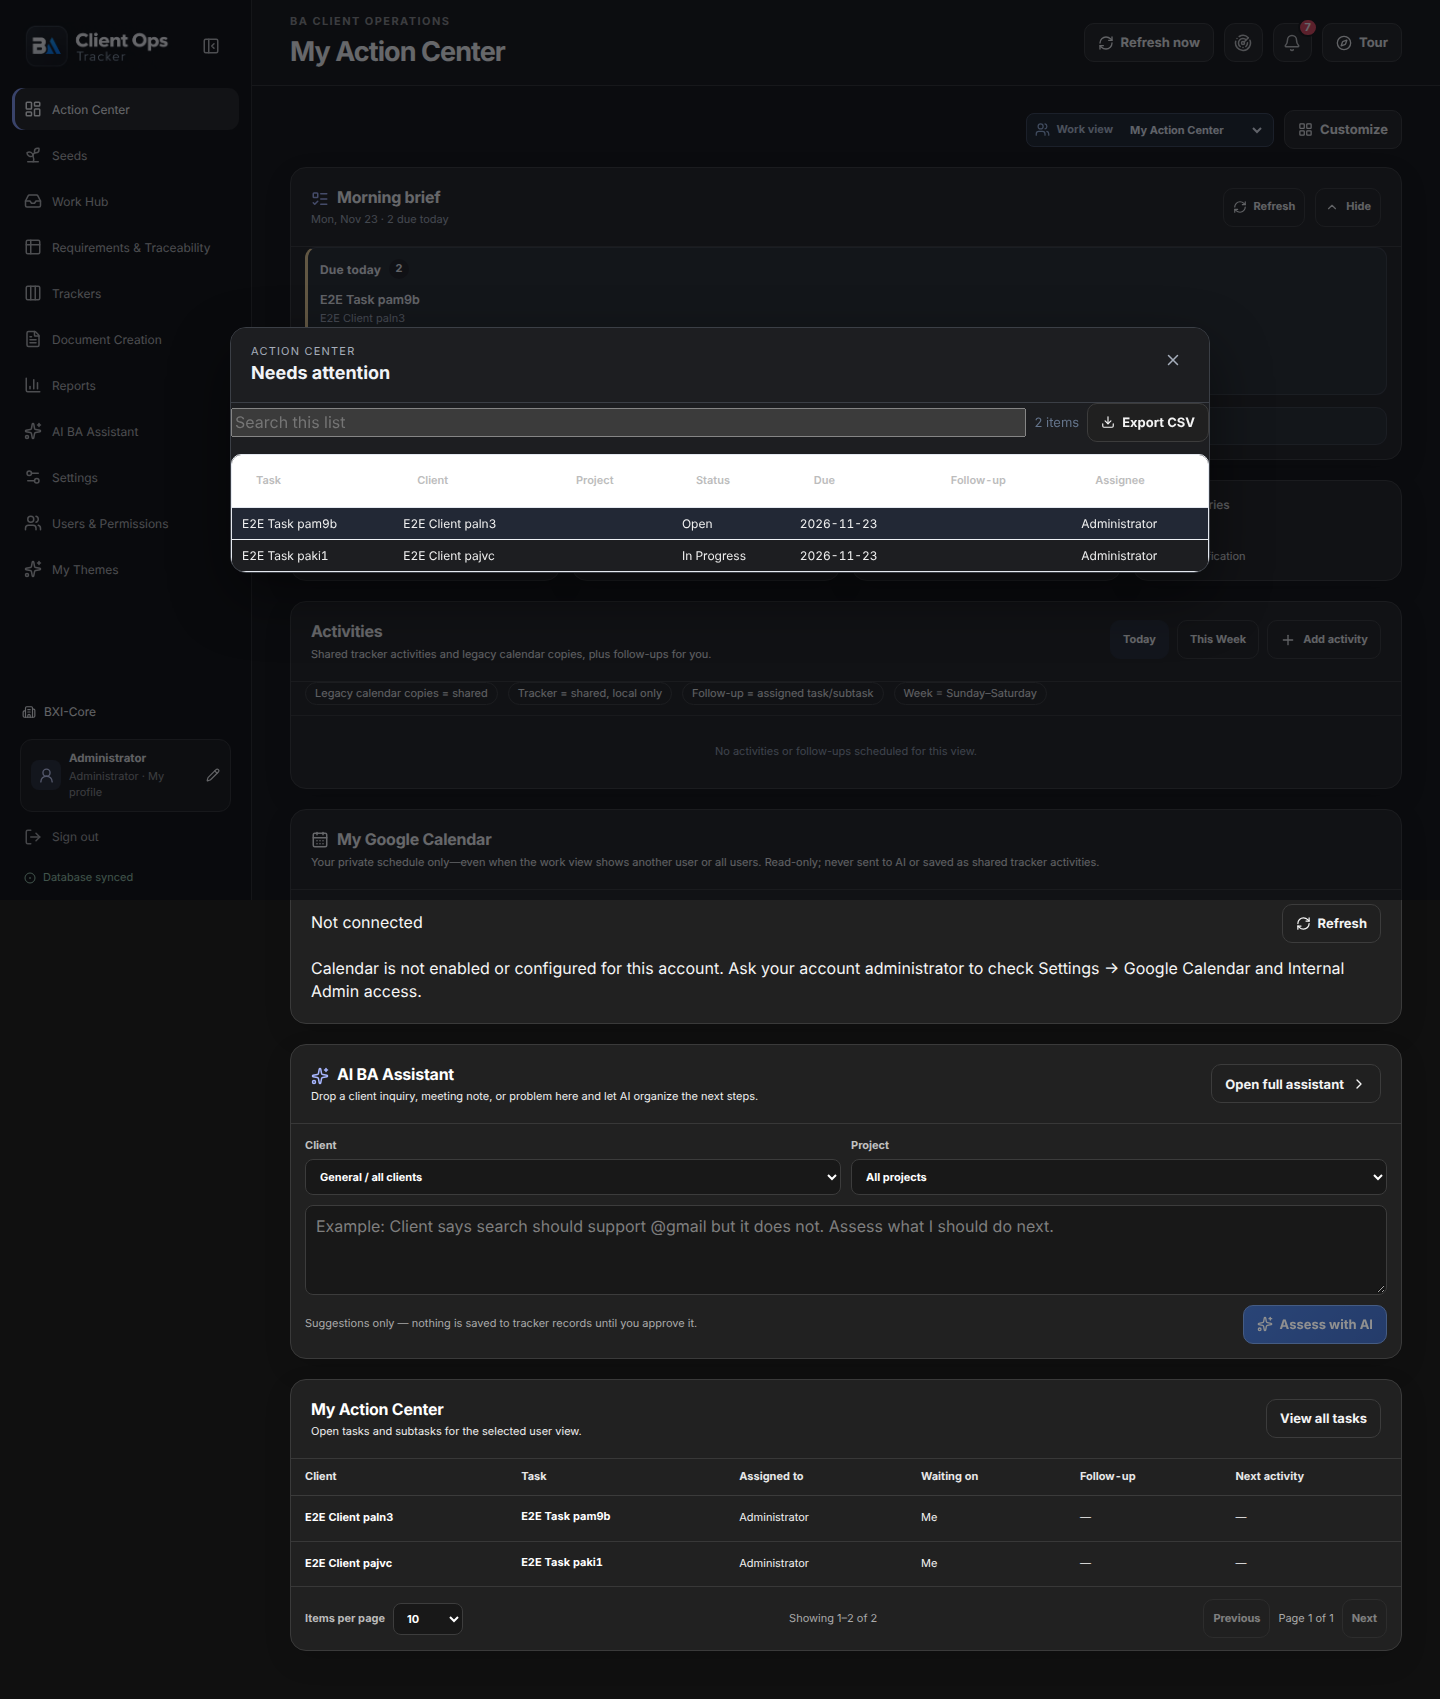 BA Client Ops
Tracker
Action Center
Seeds
Work Hub
Requirements & Traceability
Trackers
Document Creation
Reports
AI BA Assistant
Settings
Users & Permissions
My Themes
BXI-Core
Administrator
Administrator · My
profile
Sign out
Database synced
BA CLIENT OPERATIONS
My Action Center
Refresh now
7
Tour
Work view My Action Center
Customize
Morning brief
Mon, Nov 23 · 2 due today
Refresh
Hide
Due today 2
E2E Task pam9b
E2E Client paln3
ACTION CENTER
Needs attention
Search this list
2 items
Export CSV
Task Client Project Status Due Follow-up Assignee
E2E Task pam9b E2E Client paln3 Open 2026-11-23 Administrator
E2E Task paki1 E2E Client pajvc In Progress 2026-11-23 Administrator
Activities
Shared tracker activities and legacy calendar copies, plus follow-ups for you.
Today
This Week
Add activity
Legacy calendar copies = shared
Tracker = shared, local only
Follow-up = assigned task/subtask
Week = Sunday–Saturday
No activities or follow-ups scheduled for this view.
My Google Calendar
Your private schedule only—even when the work view shows another user or all users. Read-only; never sent to AI or saved as shared tracker activities.
Not connected
Refresh
Calendar is not enabled or configured for this account. Ask your account administrator to check Settings → Google Calendar and Internal
Admin access.
AI BA Assistant
Drop a client inquiry, meeting note, or problem here and let AI organize the next steps.
Open full assistant
Client
Project
General / all clients
All projects
Example: Client says search should support @gmail but it does not. Assess what I should do next.
Suggestions only — nothing is saved to tracker records until you approve it.
Assess with AI
My Action Center
Open tasks and subtasks for the selected user view.
View all tasks
Client Task Assigned to Waiting on Follow-up Next activity
E2E Client paln3 E2E Task pam9b Administrator Me — —
E2E Client pajvc E2E Task paki1 Administrator Me — —
Items per page 10
Showing 1–2 of 2
Previous Page 1 of 1 Next